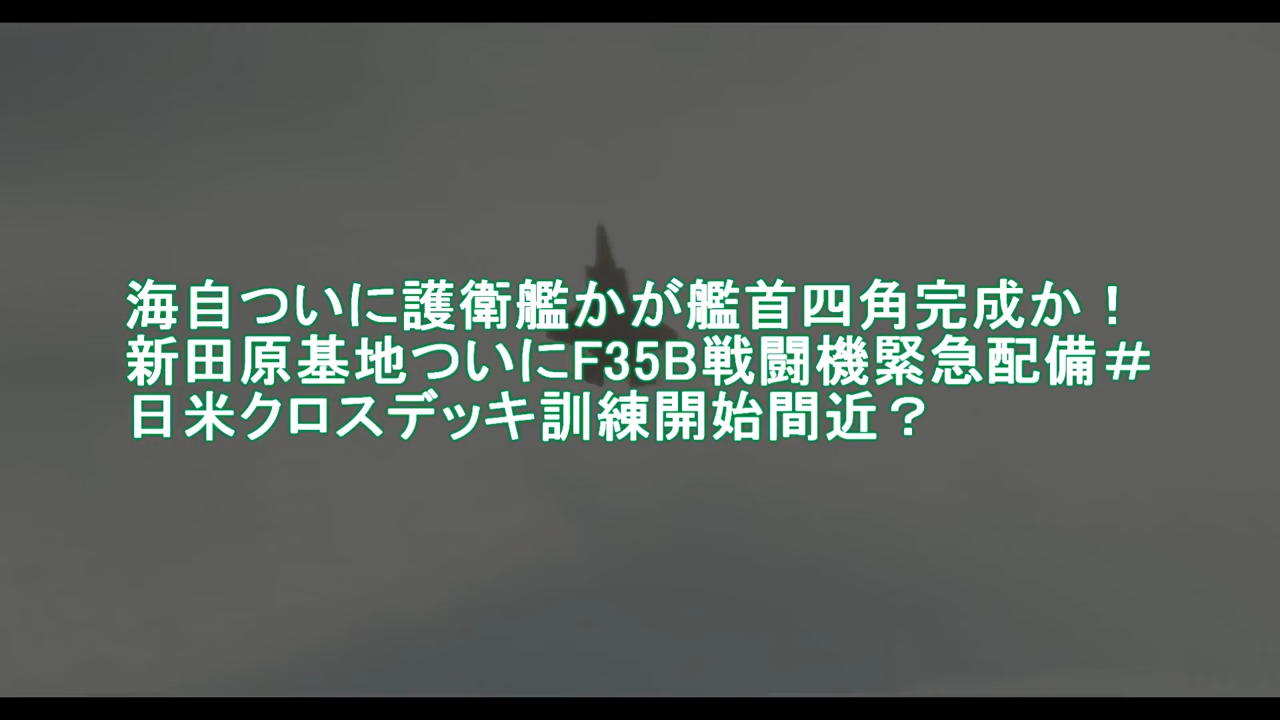 海自ついに護衛艦かが艦首四角完成か！
新田原基地ついにF35B戦闘機緊急配備＃
日米クロスデッキ訓練開始間近？